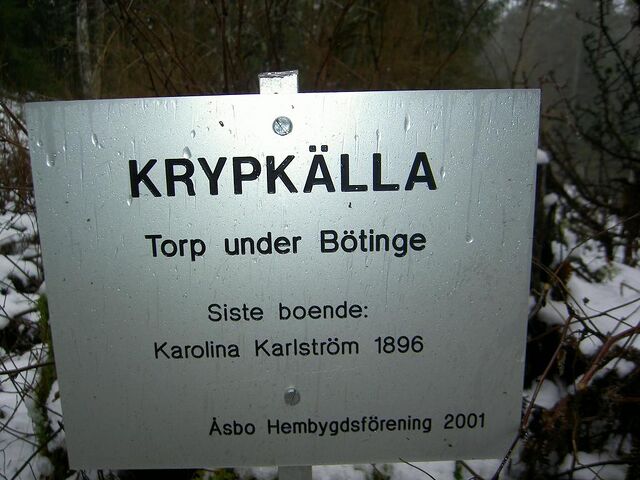 KRYPKÄLLA
Torp under Bötinge
Siste boende:
Karolina Karlström 1896
Åsbo Hembygdsförening 2001